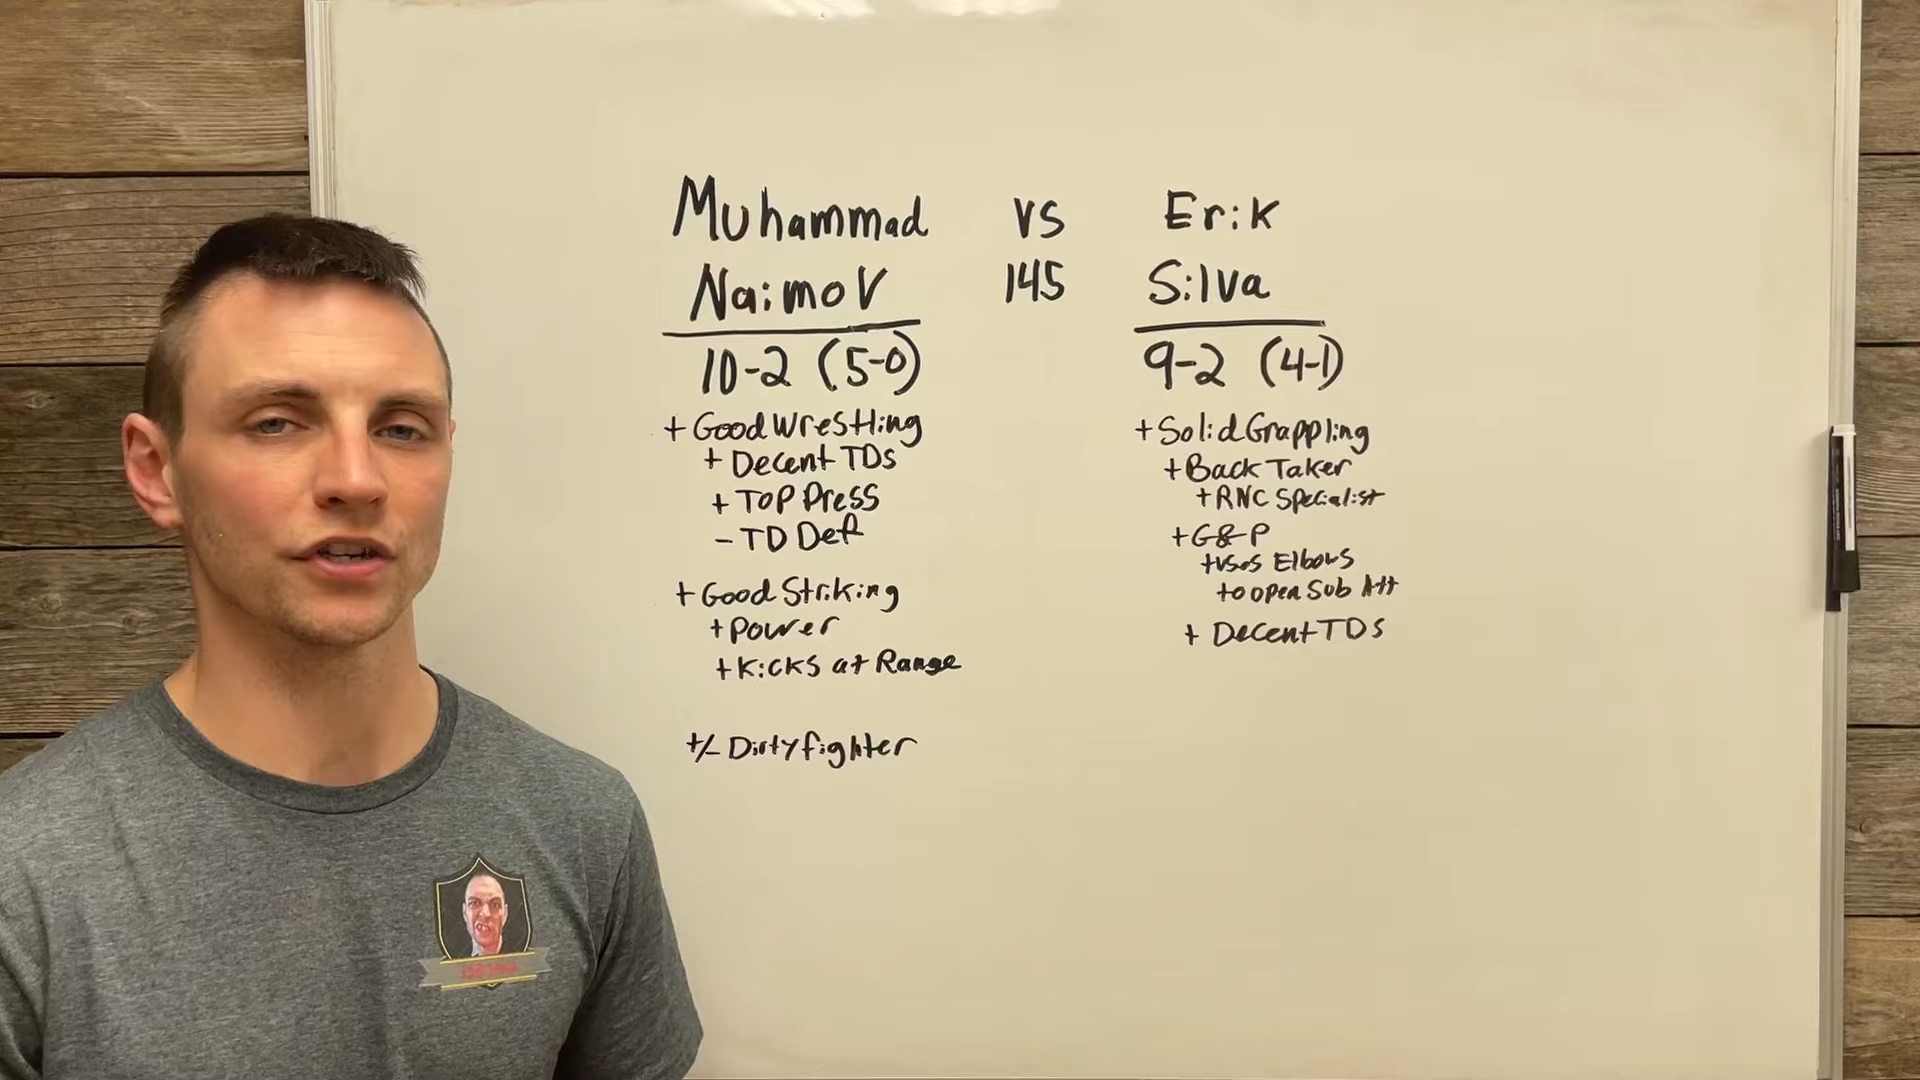 Muhammad vs Erik
Naimov 145 Silva
10-2 (5-0)
+ Good Wrestling
+ Decent TDs
+ Top Press
- TD Def
+ Good Striking
+ Power
+ Kicks at Range
+/- Dirty fighter
9-2 (4-1)
+ Solid Grappling
+ Back Taker
+ RNC Specialist
+ G&P
+ Uses Elbows
to open Sub Att
+ Decent TDs